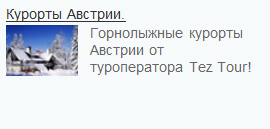 Курорты Австрии.
Горнолыжные курорты
Австрии от
туроператора Tez Tour!